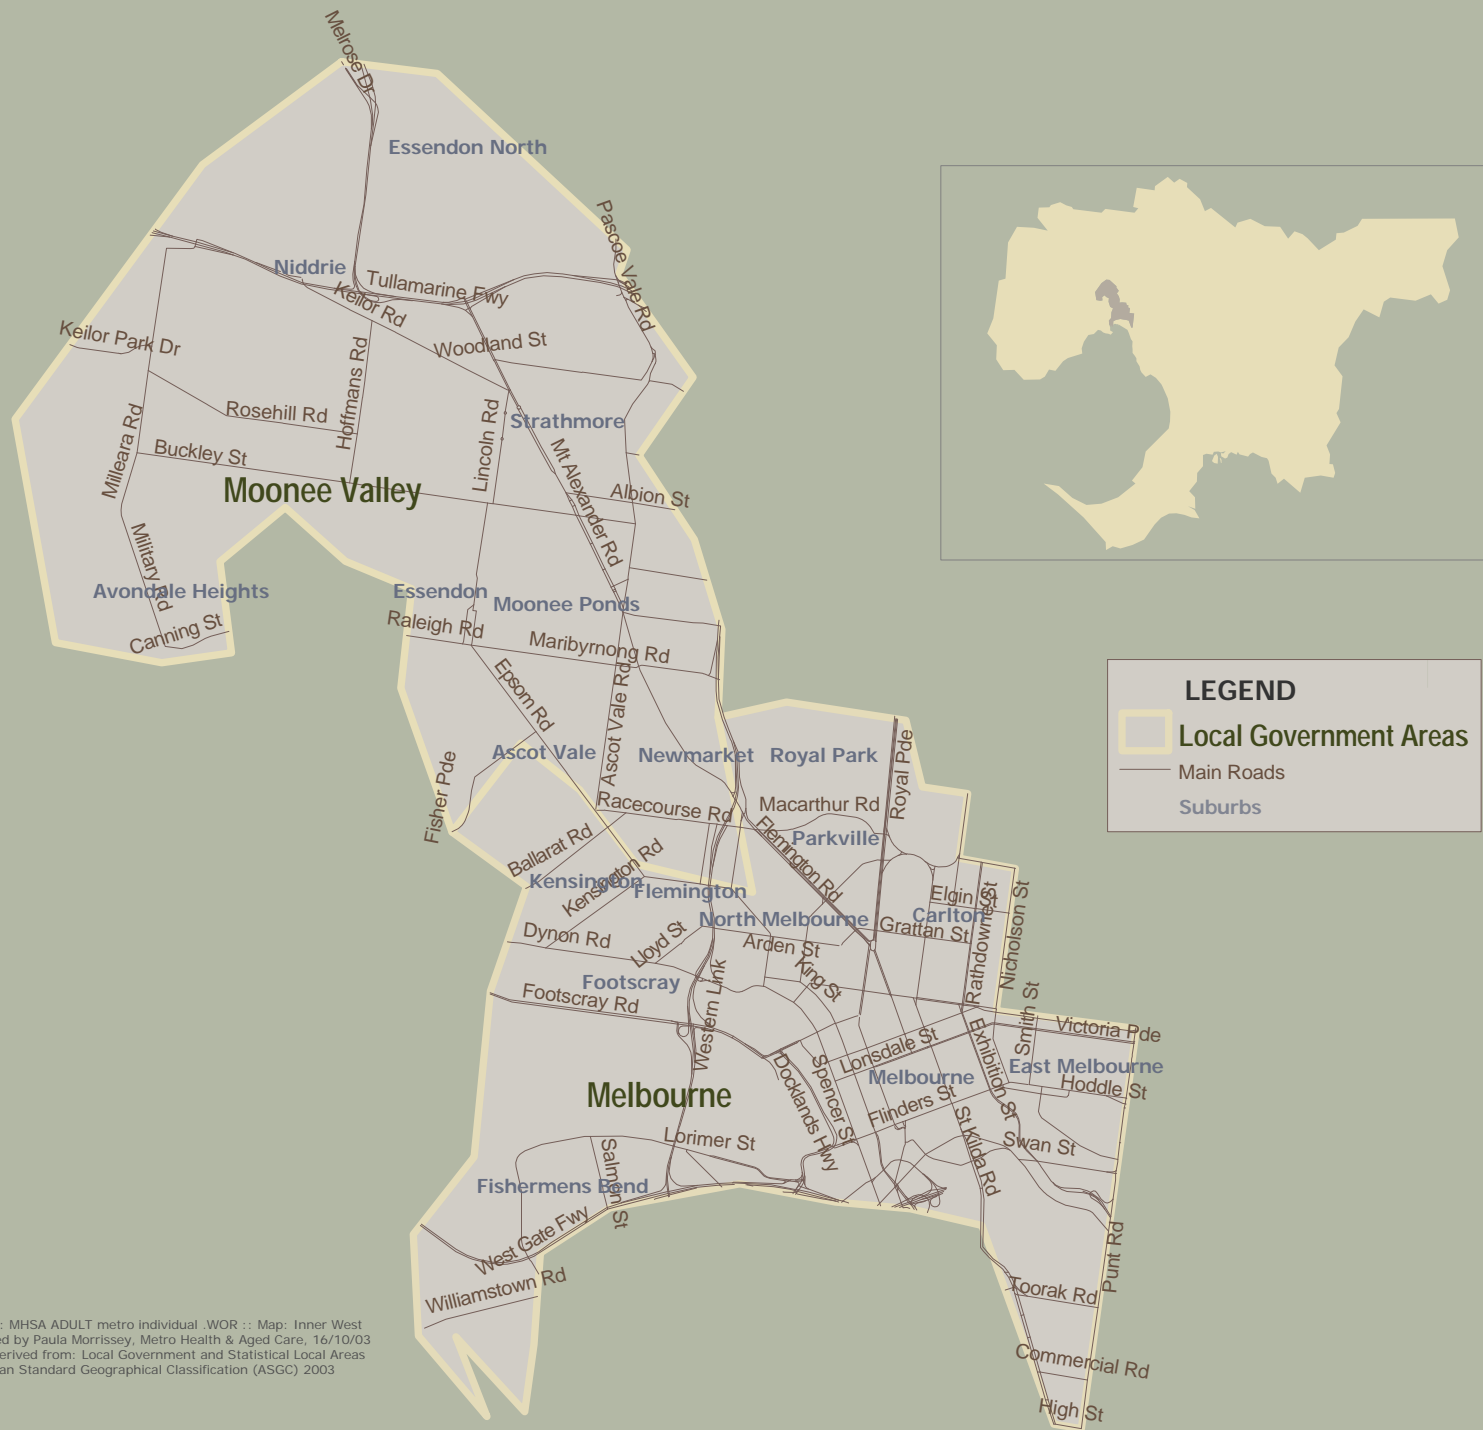 Melrose Dr
Essendon North
Pascoe Vale Rd
Niddrie
Tullamarine Fwy
Keilor Rd
Keilor Park Dr
Woodland St
Hoffmans Rd
Rosehill Rd
Milleara Rd
Lincoln Rd
Strathmore
Buckley St
Mt Alexander Rd
Moonee Valley
Albion St
Military Rd
Avondale Heights
Essendon
Moonee Ponds
Canning St
Raleigh Rd
Maribyrnong Rd
Epsom Rd
Ascot Vale Rd
LEGEND
Local Government Areas
Main Roads
Suburbs
Ascot Vale
Newmarket
Royal Park
Royal Pde
Fisher Pde
Racecourse Rd
Macarthur Rd
Flemington Rd
Parkville
Ballarat Rd
Kensington Rd
Kensington
Flemington
Elgin St
Rathdowne St
Nicholson St
North Melbourne
Carlton
Grattan St
Dynon Rd
Lloyd St
Arden St
King St
Footscray
Footscray Rd
Western Link
Smith St
Victoria Pde
Exhibition St
Lonsdale St
East Melbourne
Docklands Hwy
Spencer St
Melbourne
Hoddle St
Melbourne
Flinders St
St Kilda Rd
Lorimer St
Swan St
Salmon St
Fishermens Bend
West Gate Fwy
Punt Rd
Williamstown Rd
Toorak Rd
: MHSA ADULT metro individual .WOR :: Map: Inner West
ed by Paula Morrissey, Metro Health & Aged Care, 16/10/03
erived from: Local Government and Statistical Local Areas
an Standard Geographical Classification (ASGC) 2003
Commercial Rd
High St